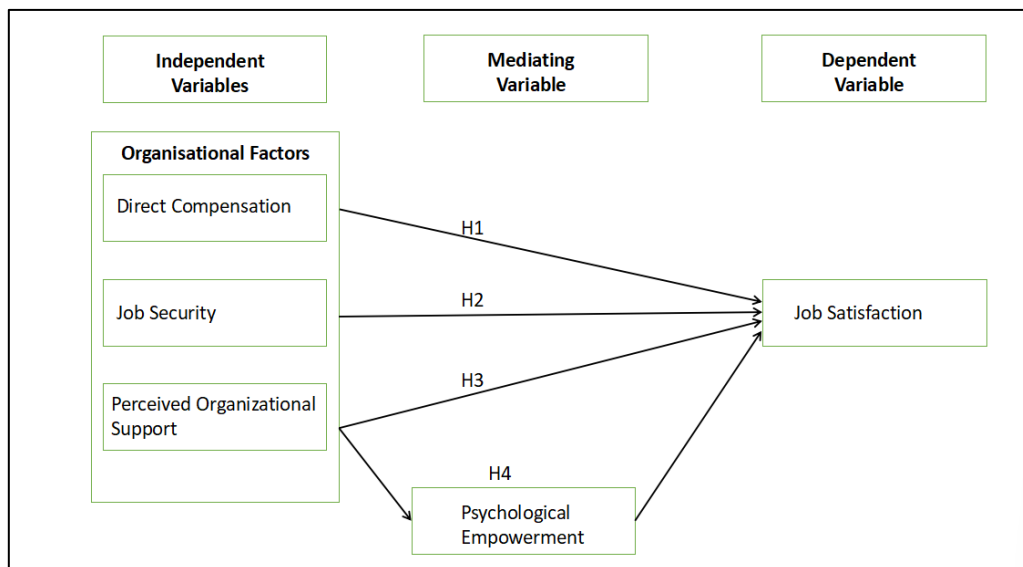 Independent
Variables
Mediating
Variable
Dependent
Variable
Organisational Factors
Direct Compensation
H1
Job Security
H2
Job Satisfaction
H3
Perceived Organizational
Support
H4
Psychological
Empowerment